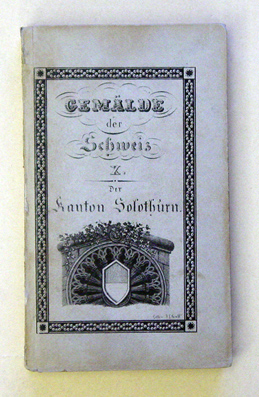 GEMÄLDE
der
Schweiz
X.
Der
Kanton Solothurn.